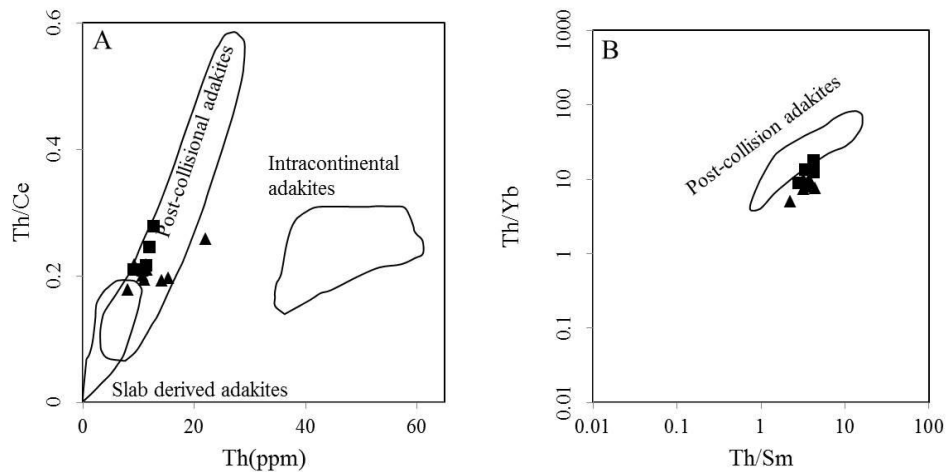 A
0.6
0.4
0.2
0
Th/Ce
Post-collisional adakites
Intracontinental
adakites
Slab derived adakites
0
20
40
60
Th(ppm)
B
1000
100
10
1
0.1
0.01
Th/Yb
Post-collision adakites
0.01
0.1
1
10
100
Th/Sm